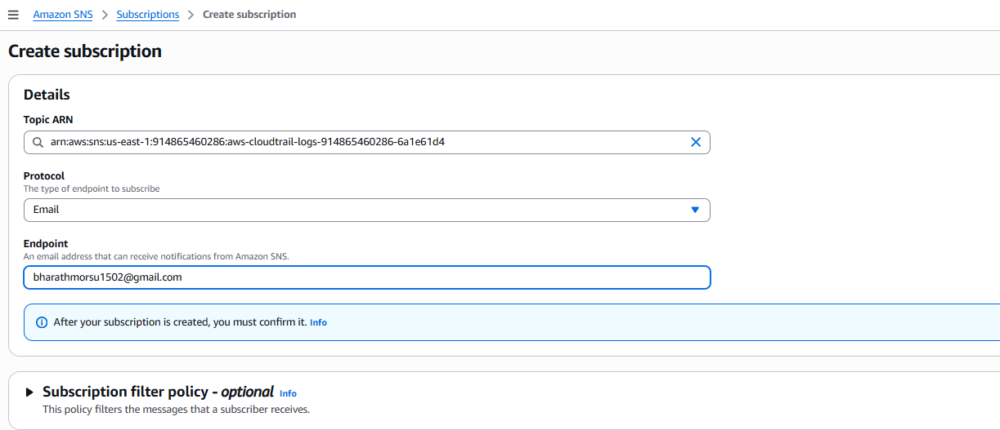 Amazon SNS > Subscriptions > Create subscription
Create subscription
Details
Topic ARN
arn:aws:sns:us-east-1:914865460286:aws-cloudtrail-logs-914865460286-6a1e61d4
Protocol
The type of endpoint to subscribe
Email
Endpoint
An email address that can receive notifications from Amazon SNS.
bharathmorsu1502@gmail.com
After your subscription is created, you must confirm it. Info
Subscription filter policy - optional Info
This policy filters the messages that a subscriber receives.